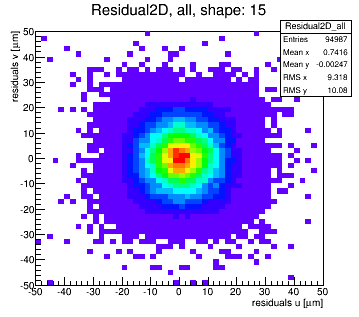 Residual2D, all, shape: 15
Residual2D_all
Entries 94987
Mean x 0.7416
Mean y -0.00247
RMS x 9.318
RMS y 10.08
residuals v [μm]
50
40
30
20
10
0
-10
-20
-30
-40
-50
-50 -40 -30 -20 -10 0 10 20 30 40 50
residuals u [μm]